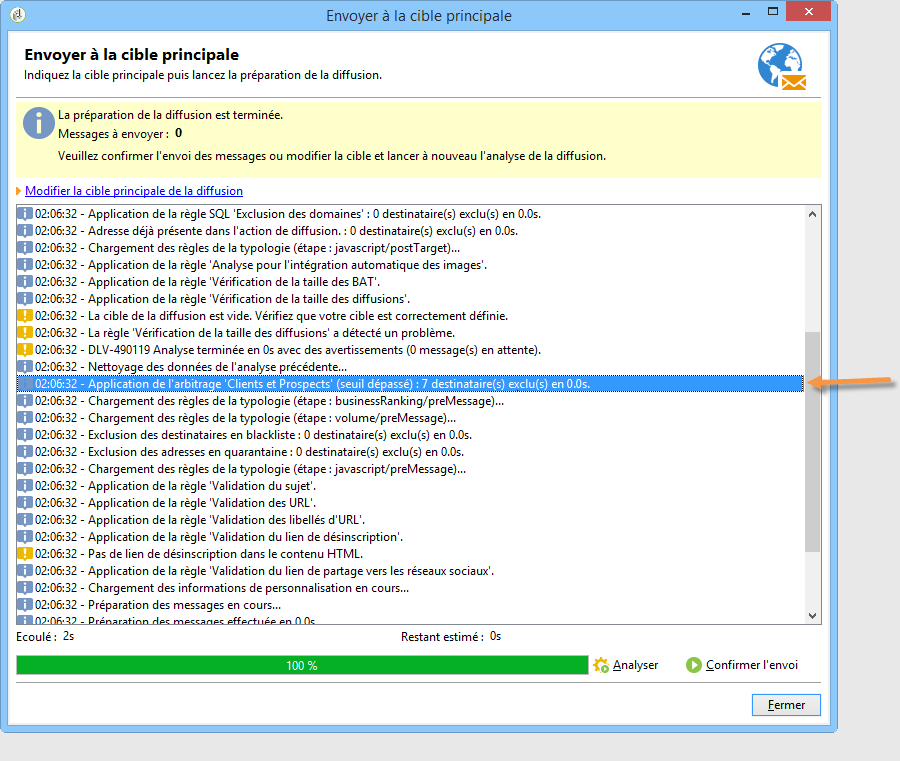 Envoyer à la cible principale
Envoyer à la cible principale
Indiquez la cible principale puis lancez la préparation de la diffusion.
La préparation de la diffusion est terminée.
Messages à envoyer : 0
Veuillez confirmer l'envoi des messages ou modifier la cible et lancer à nouveau l'analyse de la diffusion.
Modifier la cible principale de la diffusion
02:06:32 - Application de la règle SQL 'Exclusion des domaines' : 0 destinataire(s) exclu(s) en 0.0s.
02:06:32 - Adresse déjà présente dans l'action de diffusion. : 0 destinataire(s) exclu(s) en 0.0s.
02:06:32 - Chargement des règles de la typologie (étape : javascript/postTarget)...
02:06:32 - Application de la règle 'Analyse pour l'intégration automatique des images'.
02:06:32 - Application de la règle 'Vérification de la taille des BAT'.
02:06:32 - Application de la règle 'Vérification de la taille des diffusions'.
02:06:32 - La cible de la diffusion est vide. Vérifiez que votre cible est correctement définie.
02:06:32 - La règle 'Vérification de la taille des diffusions' a détecté un problème.
02:06:32 - DLV-490119 Analyse terminée en 0s avec des avertissements (0 message(s) en attente).
02:06:32 - Nettoyage des données de l'analyse précédente...
02:06:32 - Application de l'arbitrage 'Clients et Prospects' (seuil dépassé) : 7 destinataire(s) exclu(s) en 0.0s.
02:06:32 - Chargement des règles de la typologie (étape : businessRanking/preMessage)...
02:06:32 - Chargement des règles de la typologie (étape : volume/preMessage)...
02:06:32 - Exclusion des destinataires en blackliste : 0 destinataire(s) exclu(s) en 0.0s.
02:06:32 - Exclusion des adresses en quarantaine : 0 destinataire(s) exclu(s) en 0.0s.
02:06:32 - Chargement des règles de la typologie (étape : javascript/preMessage)...
02:06:32 - Application de la règle 'Validation du sujet'.
02:06:32 - Application de la règle 'Validation des URL'.
02:06:32 - Application de la règle 'Validation des libellés d'URL'.
02:06:32 - Application de la règle 'Validation du lien de désinscription'.
02:06:32 - Pas de lien de désinscription dans le contenu HTML.
02:06:32 - Application de la règle 'Validation du lien de partage vers les réseaux sociaux'.
02:06:32 - Chargement des informations de personnalisation en cours...
02:06:32 - Préparation des messages en cours...
02:06:32 - Préparation des messages effectuée en 0.0s
Ecoulé : 2s Restant estimé : 0s
100 % Analyser Confirmer l'envoi
Fermer